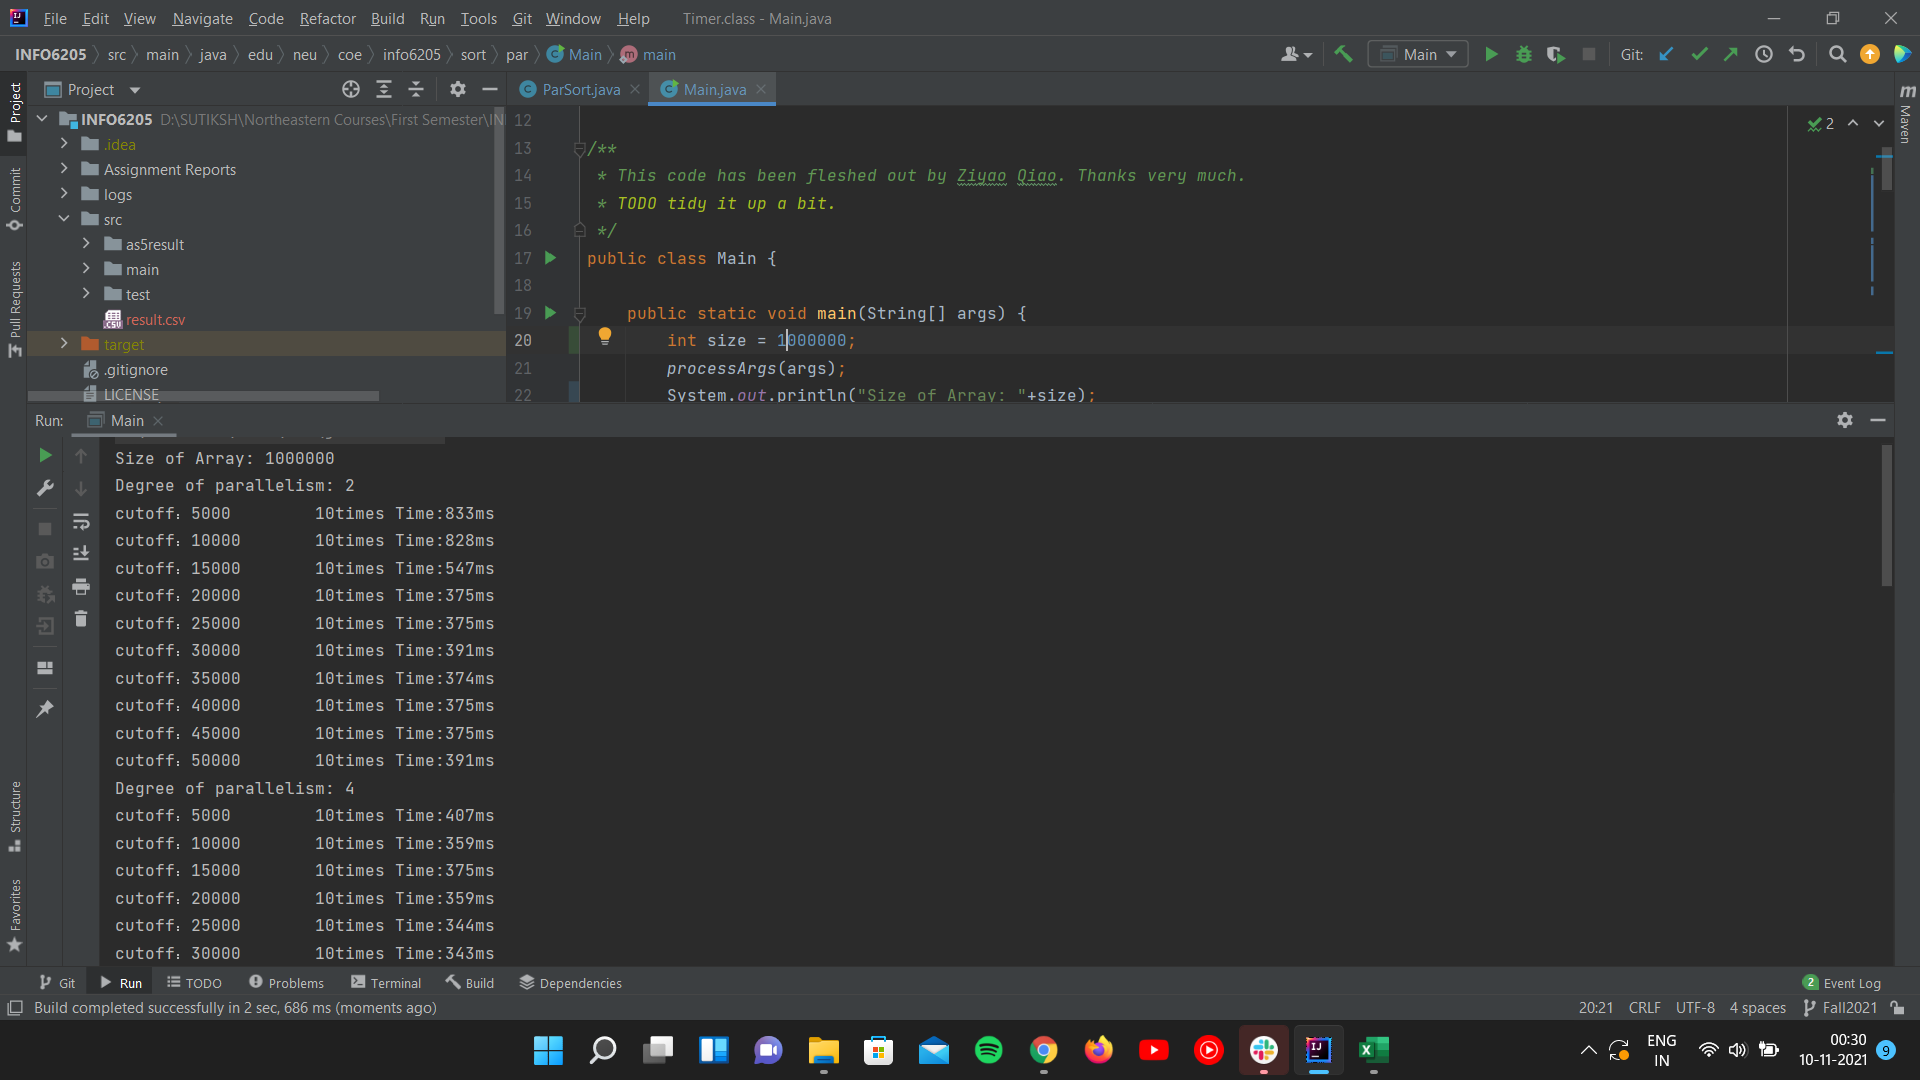 File Edit View Navigate Code Refactor Build Run Tools Git Window Help Timer.class - Main.java
INFO6205 src main java edu neu coe info6205 sort par Main main
Main Git:
Project
ParSort.java Main.java
Project
Commit
Pull Requests
Structure
Favorites
Maven
INFO6205 D:\SUTIKSH\Northeastern Courses\First Semester\IN
.idea
Assignment Reports
logs
src
as5result
main
test
result.csv
target
.gitignore
LICENSE
2
12
13 /**
14 * This code has been fleshed out by Ziyao Qiao. Thanks very much.
15 * TODO tidy it up a bit.
16 */
17 public class Main {
18
19 public static void main(String[] args) {
20 int size = 1000000;
21 processArgs(args);
22 System.out.println("Size of Array: "+size);
Run: Main
Size of Array: 1000000
Degree of parallelism: 2
cutoff：5000 10times Time:833ms
cutoff：10000 10times Time:828ms
cutoff：15000 10times Time:547ms
cutoff：20000 10times Time:375ms
cutoff：25000 10times Time:375ms
cutoff：30000 10times Time:391ms
cutoff：35000 10times Time:374ms
cutoff：40000 10times Time:375ms
cutoff：45000 10times Time:375ms
cutoff：50000 10times Time:391ms
Degree of parallelism: 4
cutoff：5000 10times Time:407ms
cutoff：10000 10times Time:359ms
cutoff：15000 10times Time:375ms
cutoff：20000 10times Time:359ms
cutoff：25000 10times Time:344ms
cutoff：30000 10times Time:343ms
Git Run TODO Problems Terminal Build Dependencies 2 Event Log
Build completed successfully in 2 sec, 686 ms (moments ago) 20:21 CRLF UTF-8 4 spaces Fall2021
ENG
IN
00:30
10-11-2021
9